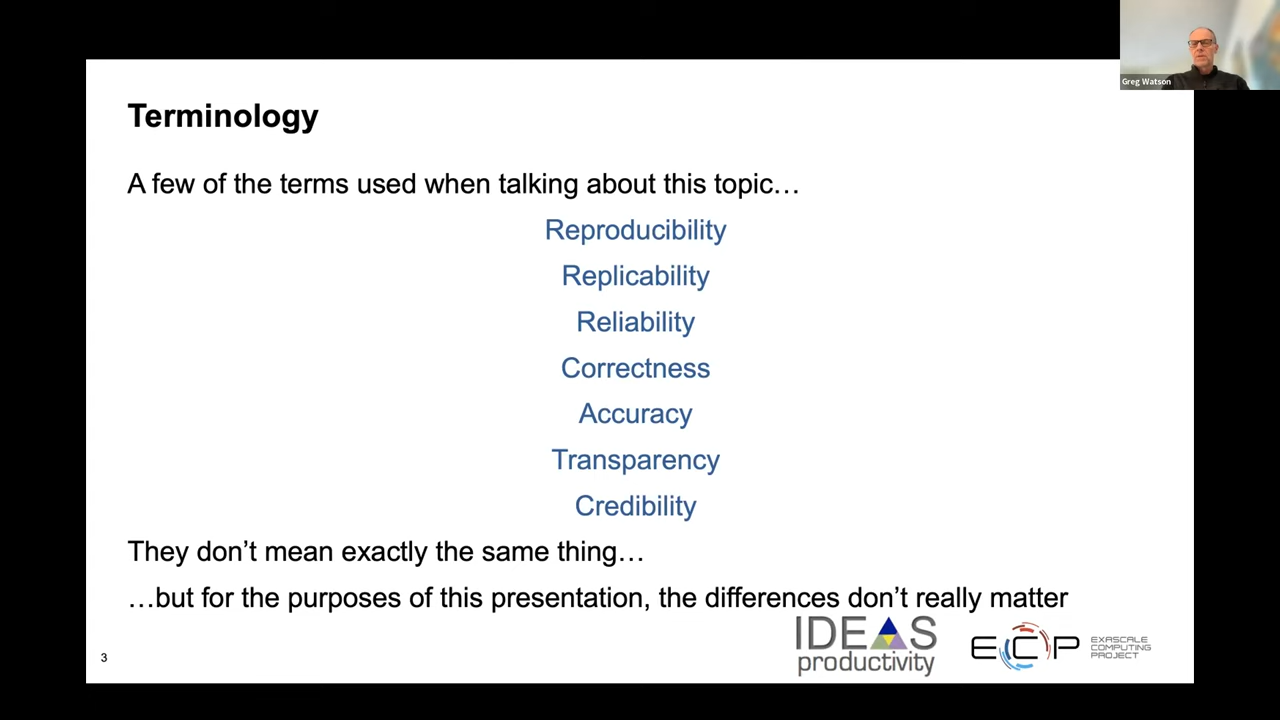 Greg Watson
Terminology
A few of the terms used when talking about this topic…
Reproducibility
Replicability
Reliability
Correctness
Accuracy
Transparency
Credibility
They don’t mean exactly the same thing…
…but for the purposes of this presentation, the differences don’t really matter
3
IDEAS
productivity
ECP
EXASCALE
COMPUTING
PROJECT